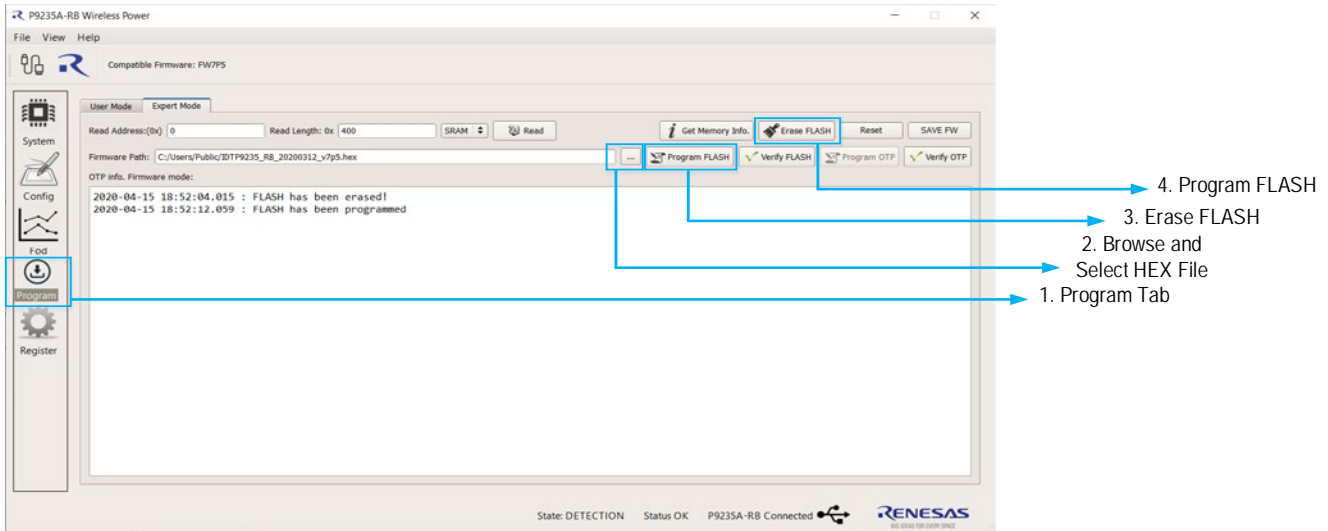 P9235A-RB Wireless Power
File View Help
Compatible Firmware: FW7P5
System
Config
Fod
Program
Register
User Mode Expert Mode
Read Address:(0x) 0 Read Length: 0x 400 SRAM Read Get Memory Info. Erase FLASH Reset SAVE FW
Firmware Path: C:/Users/Public/IDTP9235_RB_20200312_v7p5.hex ... Program FLASH Verify FLASH Program OTP Verify OTP
OTP info. Firmware mode:
2020-04-15 18:52:04.015 : FLASH has been erased!
2020-04-15 18:52:12.059 : FLASH has been programmed
4. Program FLASH
3. Erase FLASH
2. Browse and
Select HEX File
1. Program Tab
State: DETECTION Status OK P9235A-RB Connected RENESAS
BIG IDEAS FOR EVERY SPACE